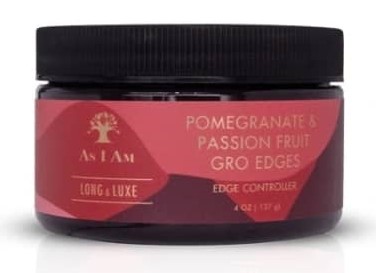 AS I AM
LONG & LUXE
POMEGRANATE &
PASSION FRUIT
GRO EDGES
EDGE CONTROLLER
4 OZ | 137 g